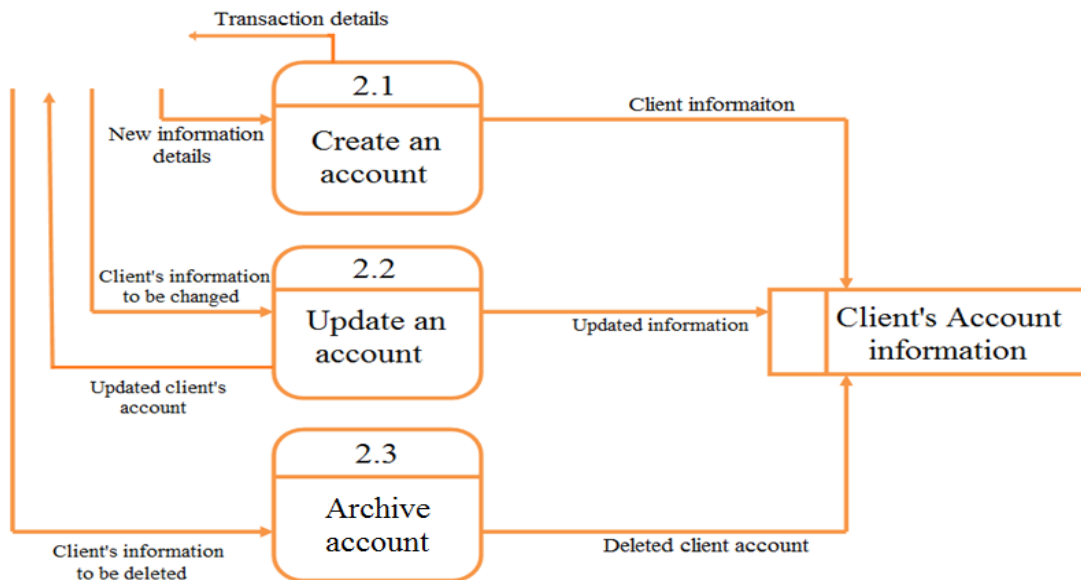 Transaction details
2.1
Create an
account
New information
details
Client informaiton
2.2
Update an
account
Client's information
to be changed
Updated information
Updated client's
account
Client's Account
information
2.3
Archive
account
Client's information
to be deleted
Deleted client account